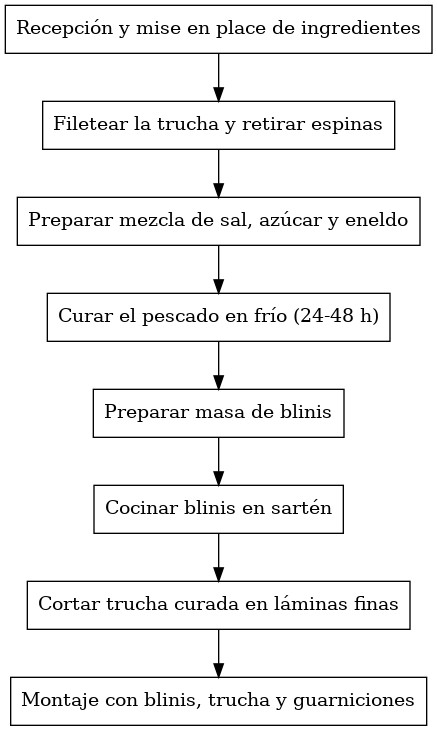 Recepción y mise en place de ingredientes
Filetear la trucha y retirar espinas
Preparar mezcla de sal, azúcar y eneldo
Curar el pescado en frío (24-48 h)
Preparar masa de blinis
Cocinar blinis en sartén
Cortar trucha curada en láminas finas
Montaje con blinis, trucha y guarniciones